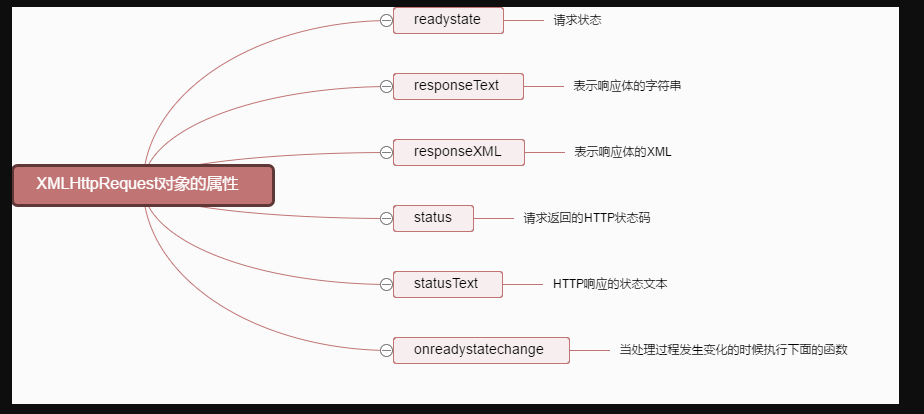 readystate 请求状态
responseText 表示响应体的字符串
responseXML 表示响应体的XML
XMLHttpRequest对象的属性
status 请求返回的HTTP状态码
statusText HTTP响应的状态文本
onreadystatechange 当处理过程发生变化的时候执行下面的函数